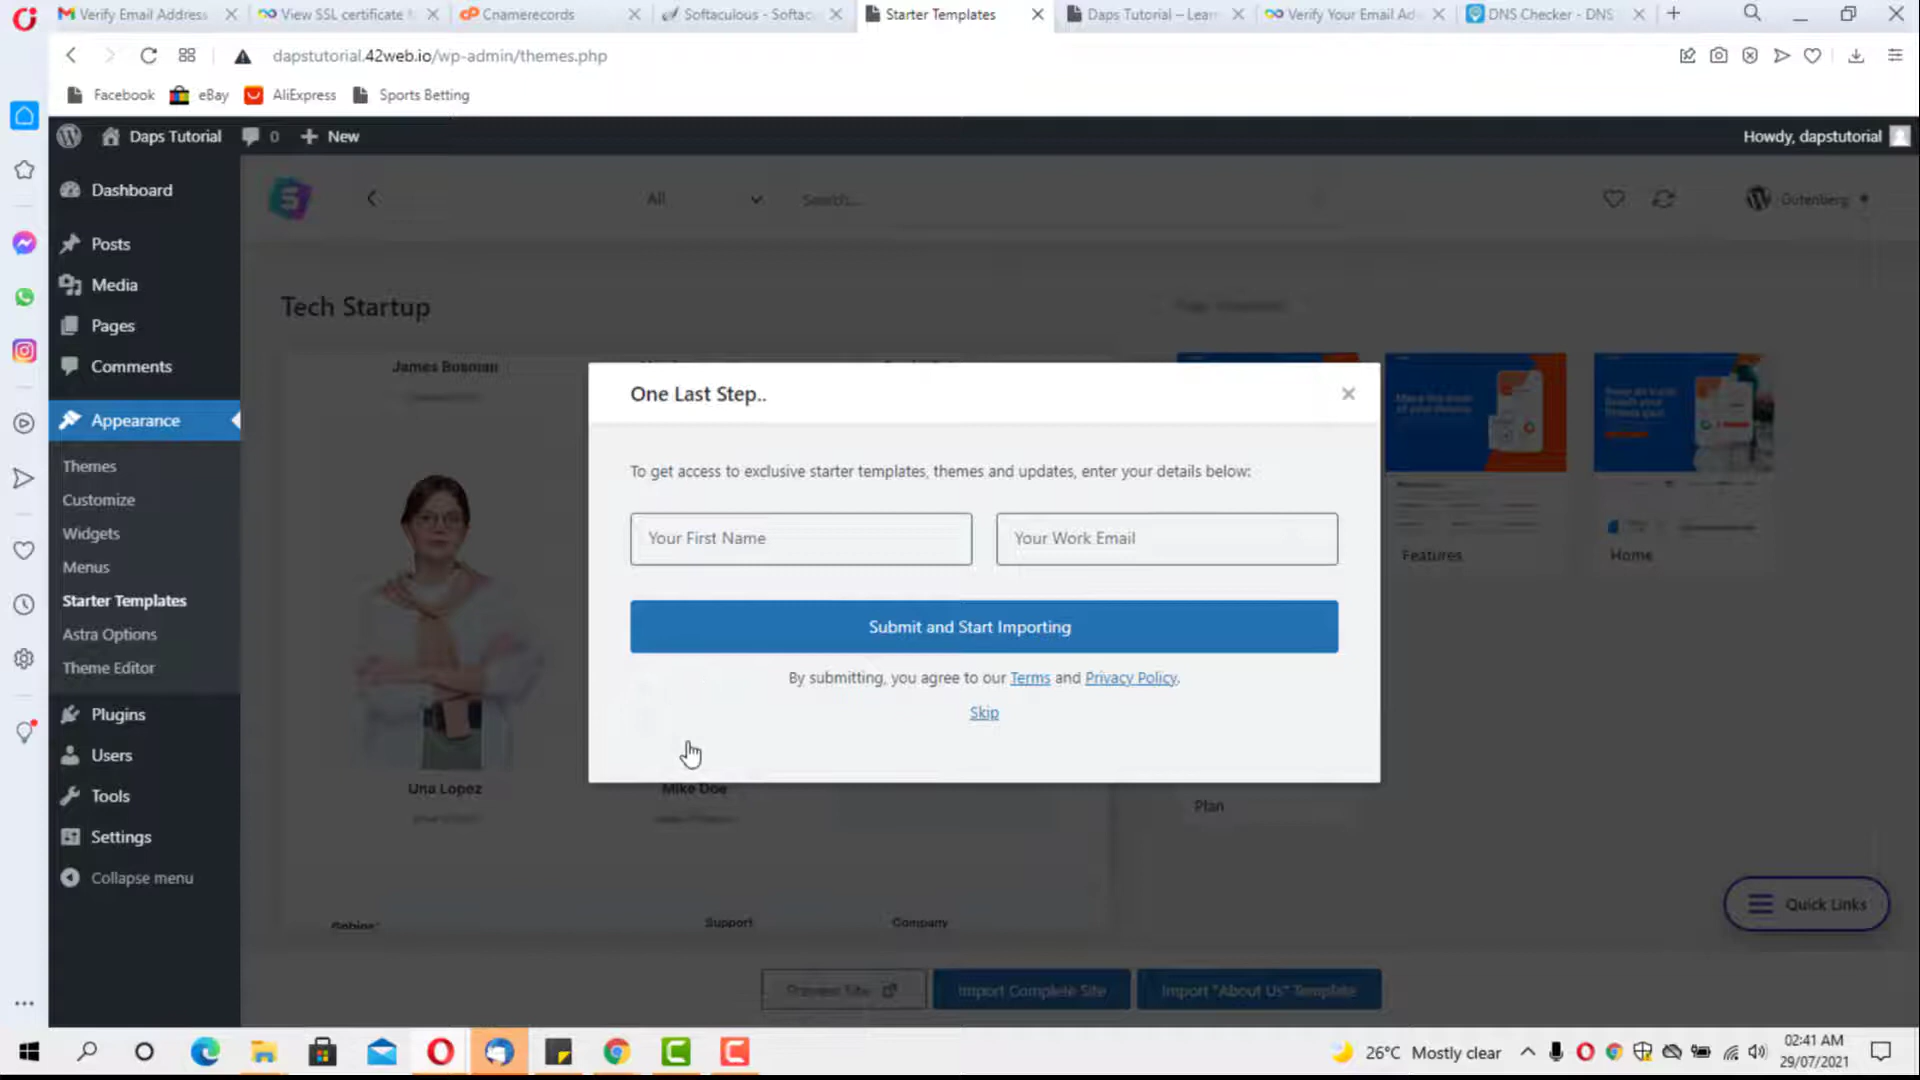 Verify Email Address
View SSL certificate
Cnamerecords
Softaculous - Softac
Starter Templates
Daps Tutorial – Lear
Verify Your Email Ad
DNS Checker - DNS
dapstutorial.42web.io/wp-admin/themes.php
Facebook
eBay
AliExpress
Sports Betting
Daps Tutorial
0
New
Howdy, dapstutorial
Dashboard
Posts
Media
Pages
Comments
Appearance
Themes
Customize
Widgets
Menus
Starter Templates
Astra Options
Theme Editor
Plugins
Users
Tools
Settings
Collapse menu
All
Search...
Gutenberg
Tech Startup
Page Templates
James Bosman
One Last Step..
To get access to exclusive starter templates, themes and updates, enter your details below:
Your First Name
Your Work Email
Submit and Start Importing
By submitting, you agree to our Terms and Privacy Policy.
Skip
Features
Home
Una Lopez
Mike Doe
Plan
Support
Company
Quick Links
Preview Site
Import Complete Site
Import "About Us" Template
26°C Mostly clear
02:41 AM
29/07/2021